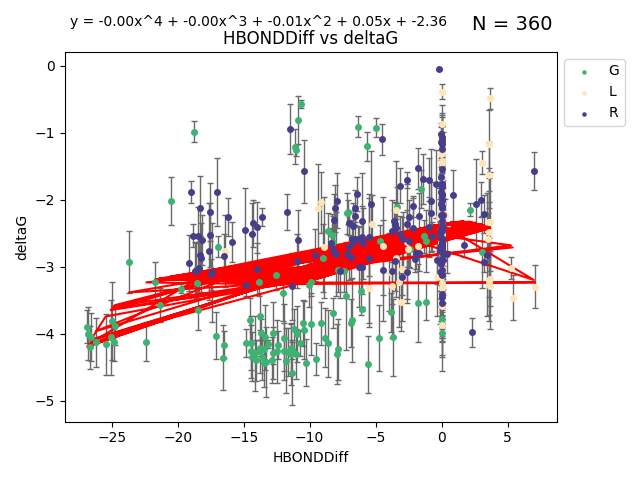 y = -0.00x^4 + -0.00x^3 + -0.01x^2 + 0.05x + -2.36
N = 360
HBONDDiff vs deltaG
G
L
R
deltaG
0
−1
−2
−3
−4
−5
−25
−20
−15
−10
−5
0
5
HBONDDiff